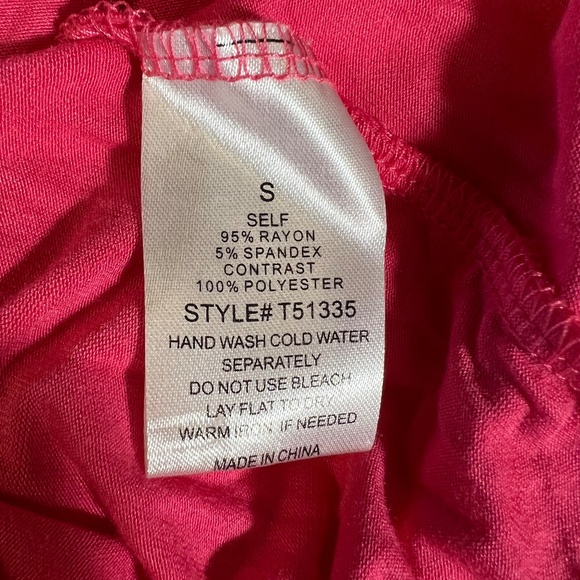 S
SELF
95% RAYON
5% SPANDEX
CONTRAST
100% POLYESTER
STYLE# T51335
HAND WASH COLD WATER
SEPARATELY
DO NOT USE BLEACH
LAY FLAT TO DRY
WARM IRON IF NEEDED
MADE IN CHINA